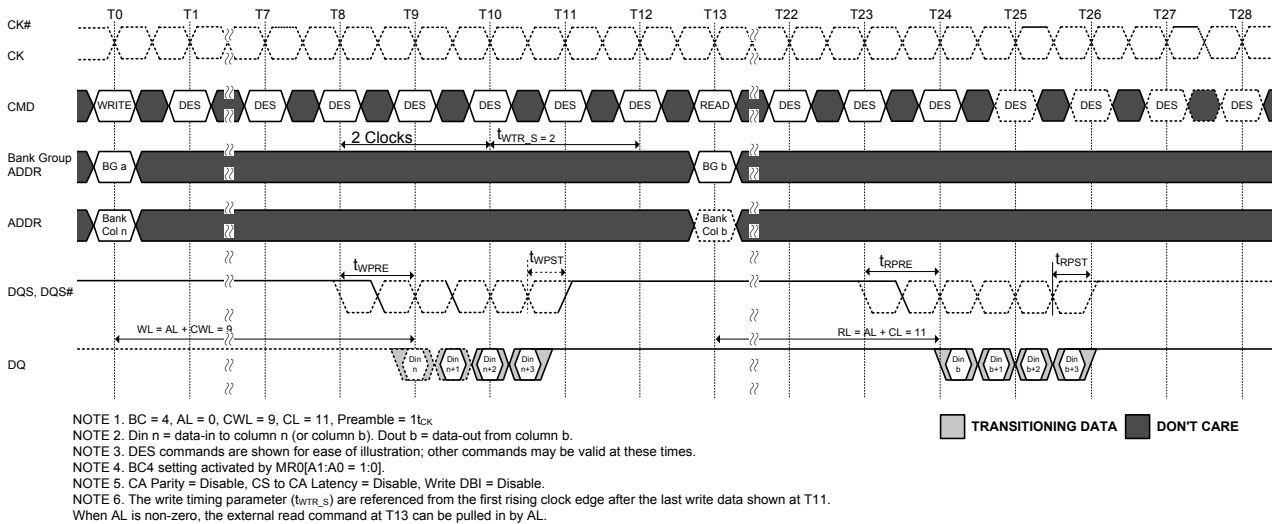 T0 T1 T7 T8 T9 T10 T11 T12 T13 T22 T23 T24 T25 T26 T27 T28
CK#
CK
CMD WRITE DES DES DES DES DES DES DES READ DES DES DES DES DES DES DES
2 Clocks tWTR_S = 2
Bank Group
ADDR
BG a BG b
ADDR
Bank
Col n
Bank
Col b
tWPRE tWPST tRPRE tRPST
DQS, DQS#
WL = AL + CWL = 9 RL = AL + CL = 11
DQ
Din
n
Din
n+1
Din
n+2
Din
n+3
Din
b
Din
b+1
Din
b+2
Din
b+3
NOTE 1. BC = 4, AL = 0, CWL = 9, CL = 11, Preamble = 1tCK
NOTE 2. Din n = data-in to column n (or column b). Dout b = data-out from column b.
NOTE 3. DES commands are shown for ease of illustration; other commands may be valid at these times.
NOTE 4. BC4 setting activated by MR0[A1:A0 = 1:0].
NOTE 5. CA Parity = Disable, CS to CA Latency = Disable, Write DBI = Disable.
NOTE 6. The write timing parameter (tWTR_S) are referenced from the first rising clock edge after the last write data shown at T11.
When AL is non-zero, the external read command at T13 can be pulled in by AL.
TRANSITIONING DATA DON'T CARE